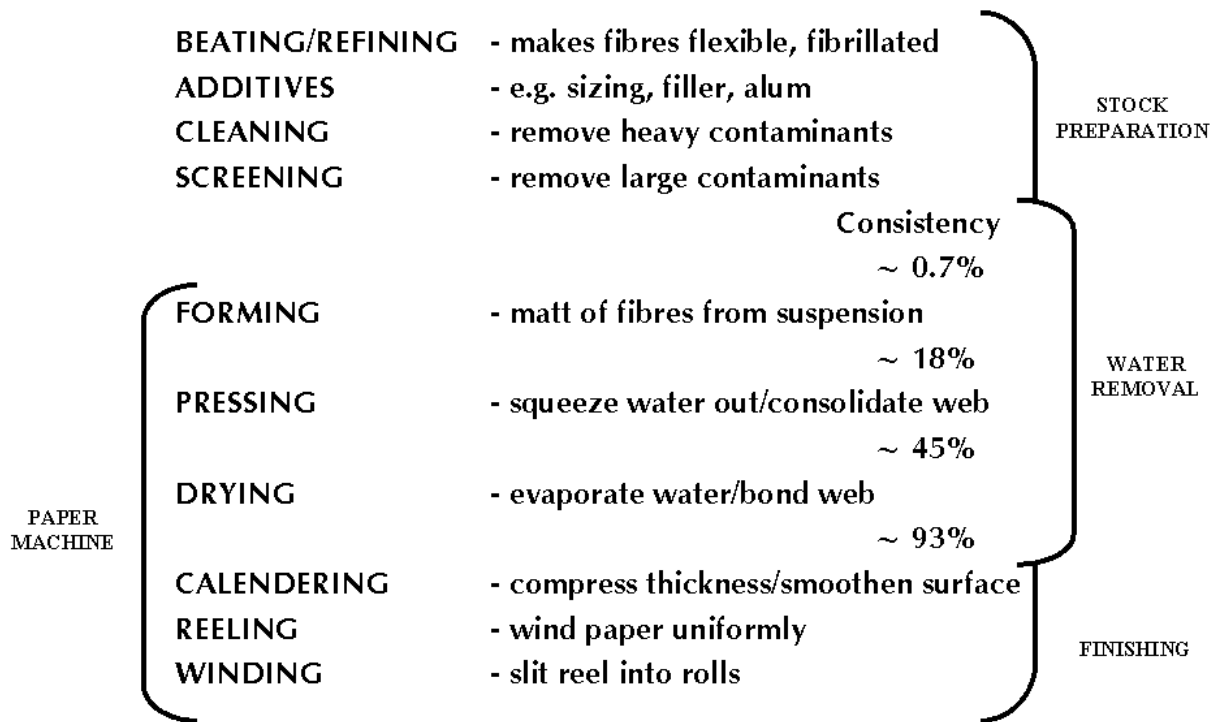 BEATING/REFINING - makes fibres flexible, fibrillated
ADDITIVES - e.g. sizing, filler, alum
CLEANING - remove heavy contaminants
SCREENING - remove large contaminants
STOCK
PREPARATION
Consistency
~ 0.7%
FORMING - matt of fibres from suspension
~ 18%
PRESSING - squeeze water out/consolidate web
~ 45%
DRYING - evaporate water/bond web
~ 93%
WATER
REMOVAL
PAPER
MACHINE
CALENDERING - compress thickness/smoothen surface
REELING - wind paper uniformly
WINDING - slit reel into rolls
FINISHING